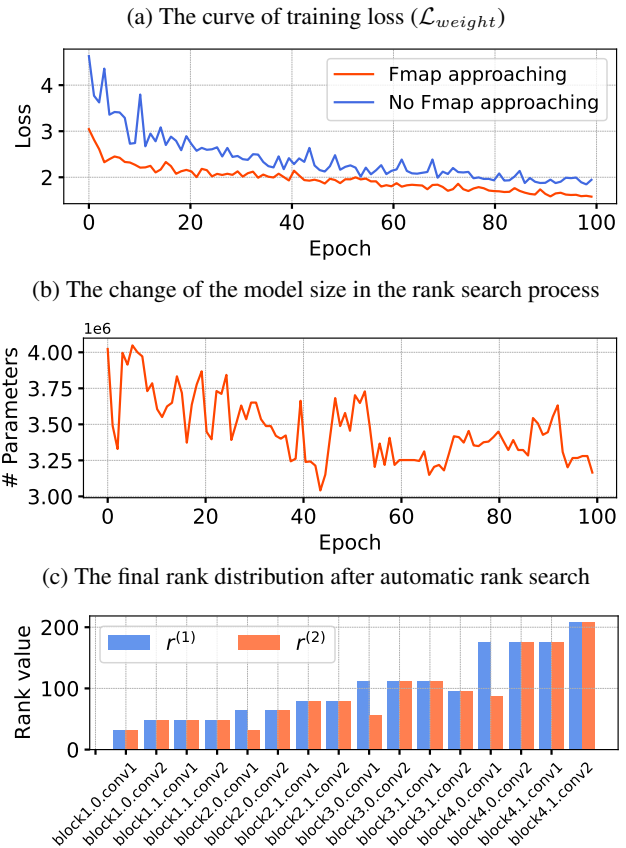 (a) The curve of training loss (ℒ_weight)
4
3
2
Loss
Fmap approaching
No Fmap approaching
0 20 40 60 80 100
Epoch
(b) The change of the model size in the rank search process
1e6
4.00
3.75
3.50
3.25
3.00
# Parameters
0 20 40 60 80 100
Epoch
(c) The final rank distribution after automatic rank search
200
100
0
Rank value
r^(1) r^(2)
block1.0.conv1
block1.0.conv2
block1.1.conv1
block1.1.conv2
block2.0.conv1
block2.0.conv2
block2.1.conv1
block2.1.conv2
block3.0.conv1
block3.0.conv2
block3.1.conv1
block3.1.conv2
block4.0.conv1
block4.0.conv2
block4.1.conv1
block4.1.conv2